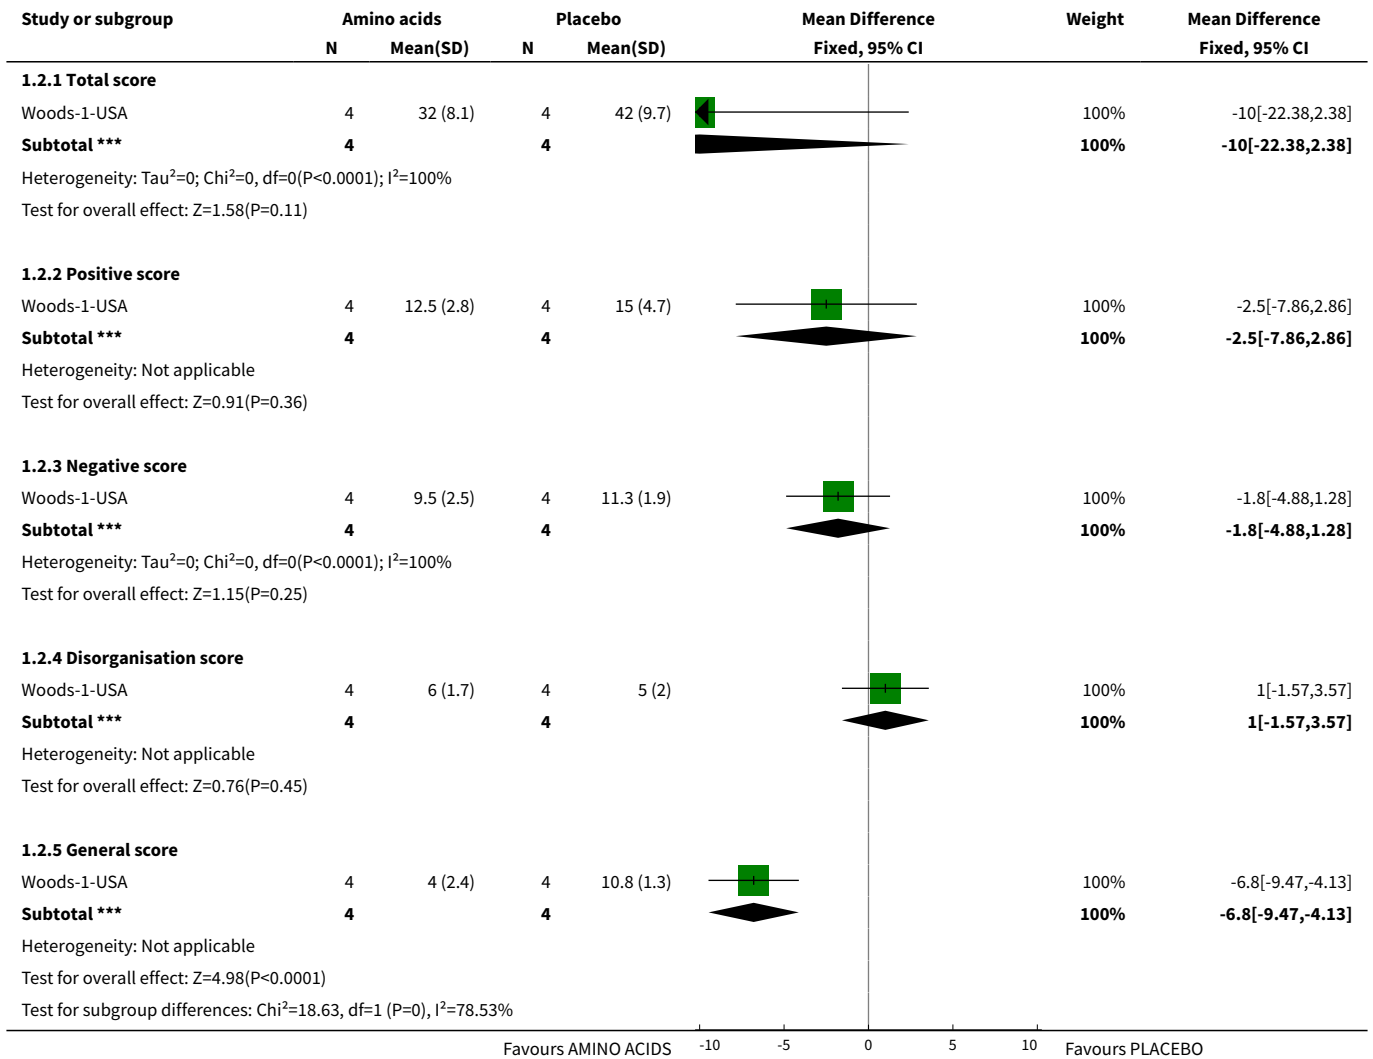 Study or subgroup Amino acids Placebo Mean Difference Weight Mean Difference
N Mean(SD) N Mean(SD) Fixed, 95% CI Fixed, 95% CI
1.2.1 Total score
Woods-1-USA 4 32 (8.1) 4 42 (9.7) 100% -10[-22.38,2.38]
Subtotal *** 4 4 100% -10[-22.38,2.38]
Heterogeneity: Tau²=0; Chi²=0, df=0(P<0.0001); I²=100%
Test for overall effect: Z=1.58(P=0.11)
1.2.2 Positive score
Woods-1-USA 4 12.5 (2.8) 4 15 (4.7) 100% -2.5[-7.86,2.86]
Subtotal *** 4 4 100% -2.5[-7.86,2.86]
Heterogeneity: Not applicable
Test for overall effect: Z=0.91(P=0.36)
1.2.3 Negative score
Woods-1-USA 4 9.5 (2.5) 4 11.3 (1.9) 100% -1.8[-4.88,1.28]
Subtotal *** 4 4 100% -1.8[-4.88,1.28]
Heterogeneity: Tau²=0; Chi²=0, df=0(P<0.0001); I²=100%
Test for overall effect: Z=1.15(P=0.25)
1.2.4 Disorganisation score
Woods-1-USA 4 6 (1.7) 4 5 (2) 100% 1[-1.57,3.57]
Subtotal *** 4 4 100% 1[-1.57,3.57]
Heterogeneity: Not applicable
Test for overall effect: Z=0.76(P=0.45)
1.2.5 General score
Woods-1-USA 4 4 (2.4) 4 10.8 (1.3) 100% -6.8[-9.47,-4.13]
Subtotal *** 4 4 100% -6.8[-9.47,-4.13]
Heterogeneity: Not applicable
Test for overall effect: Z=4.98(P<0.0001)
Test for subgroup differences: Chi²=18.63, df=1 (P=0), I²=78.53%
Favours AMINO ACIDS -10 -5 0 5 10 Favours PLACEBO